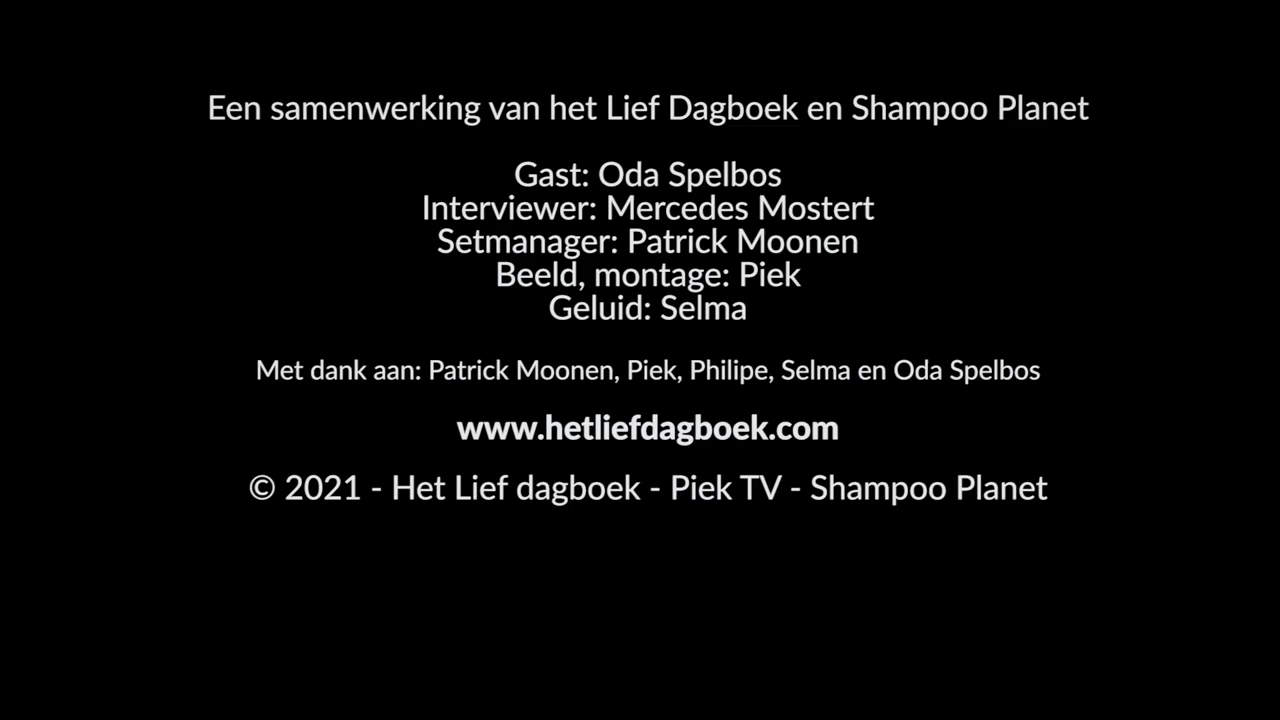 Een samenwerking van het Lief Dagboek en Shampoo Planet
Gast: Oda Spelbos
Interviewer: Mercedes Mostert
Setmanager: Patrick Moonen
Beeld, montage: Piek
Geluid: Selma
Met dank aan: Patrick Moonen, Piek, Philipe, Selma en Oda Spelbos
www.hetliefdagboek.com
© 2021 - Het Lief dagboek - Piek TV - Shampoo Planet